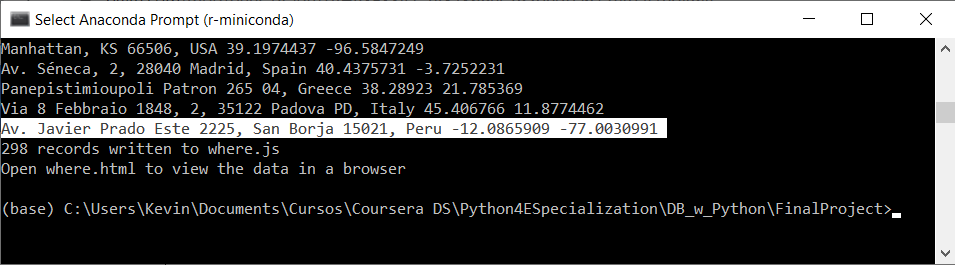 Select Anaconda Prompt (r-miniconda)
Manhattan, KS 66506, USA 39.1974437 -96.5847249
Av. Séneca, 2, 28040 Madrid, Spain 40.4375731 -3.7252231
Panepistimioupoli Patron 265 04, Greece 38.28923 21.785369
Via 8 Febbraio 1848, 2, 35122 Padova PD, Italy 45.406766 11.8774462
Av. Javier Prado Este 2225, San Borja 15021, Peru -12.0865909 -77.0030991
298 records written to where.js
Open where.html to view the data in a browser
(base) C:\Users\Kevin\Documents\Cursos\Coursera DS\Python4ESpecialization\DB_w_Python\FinalProject>